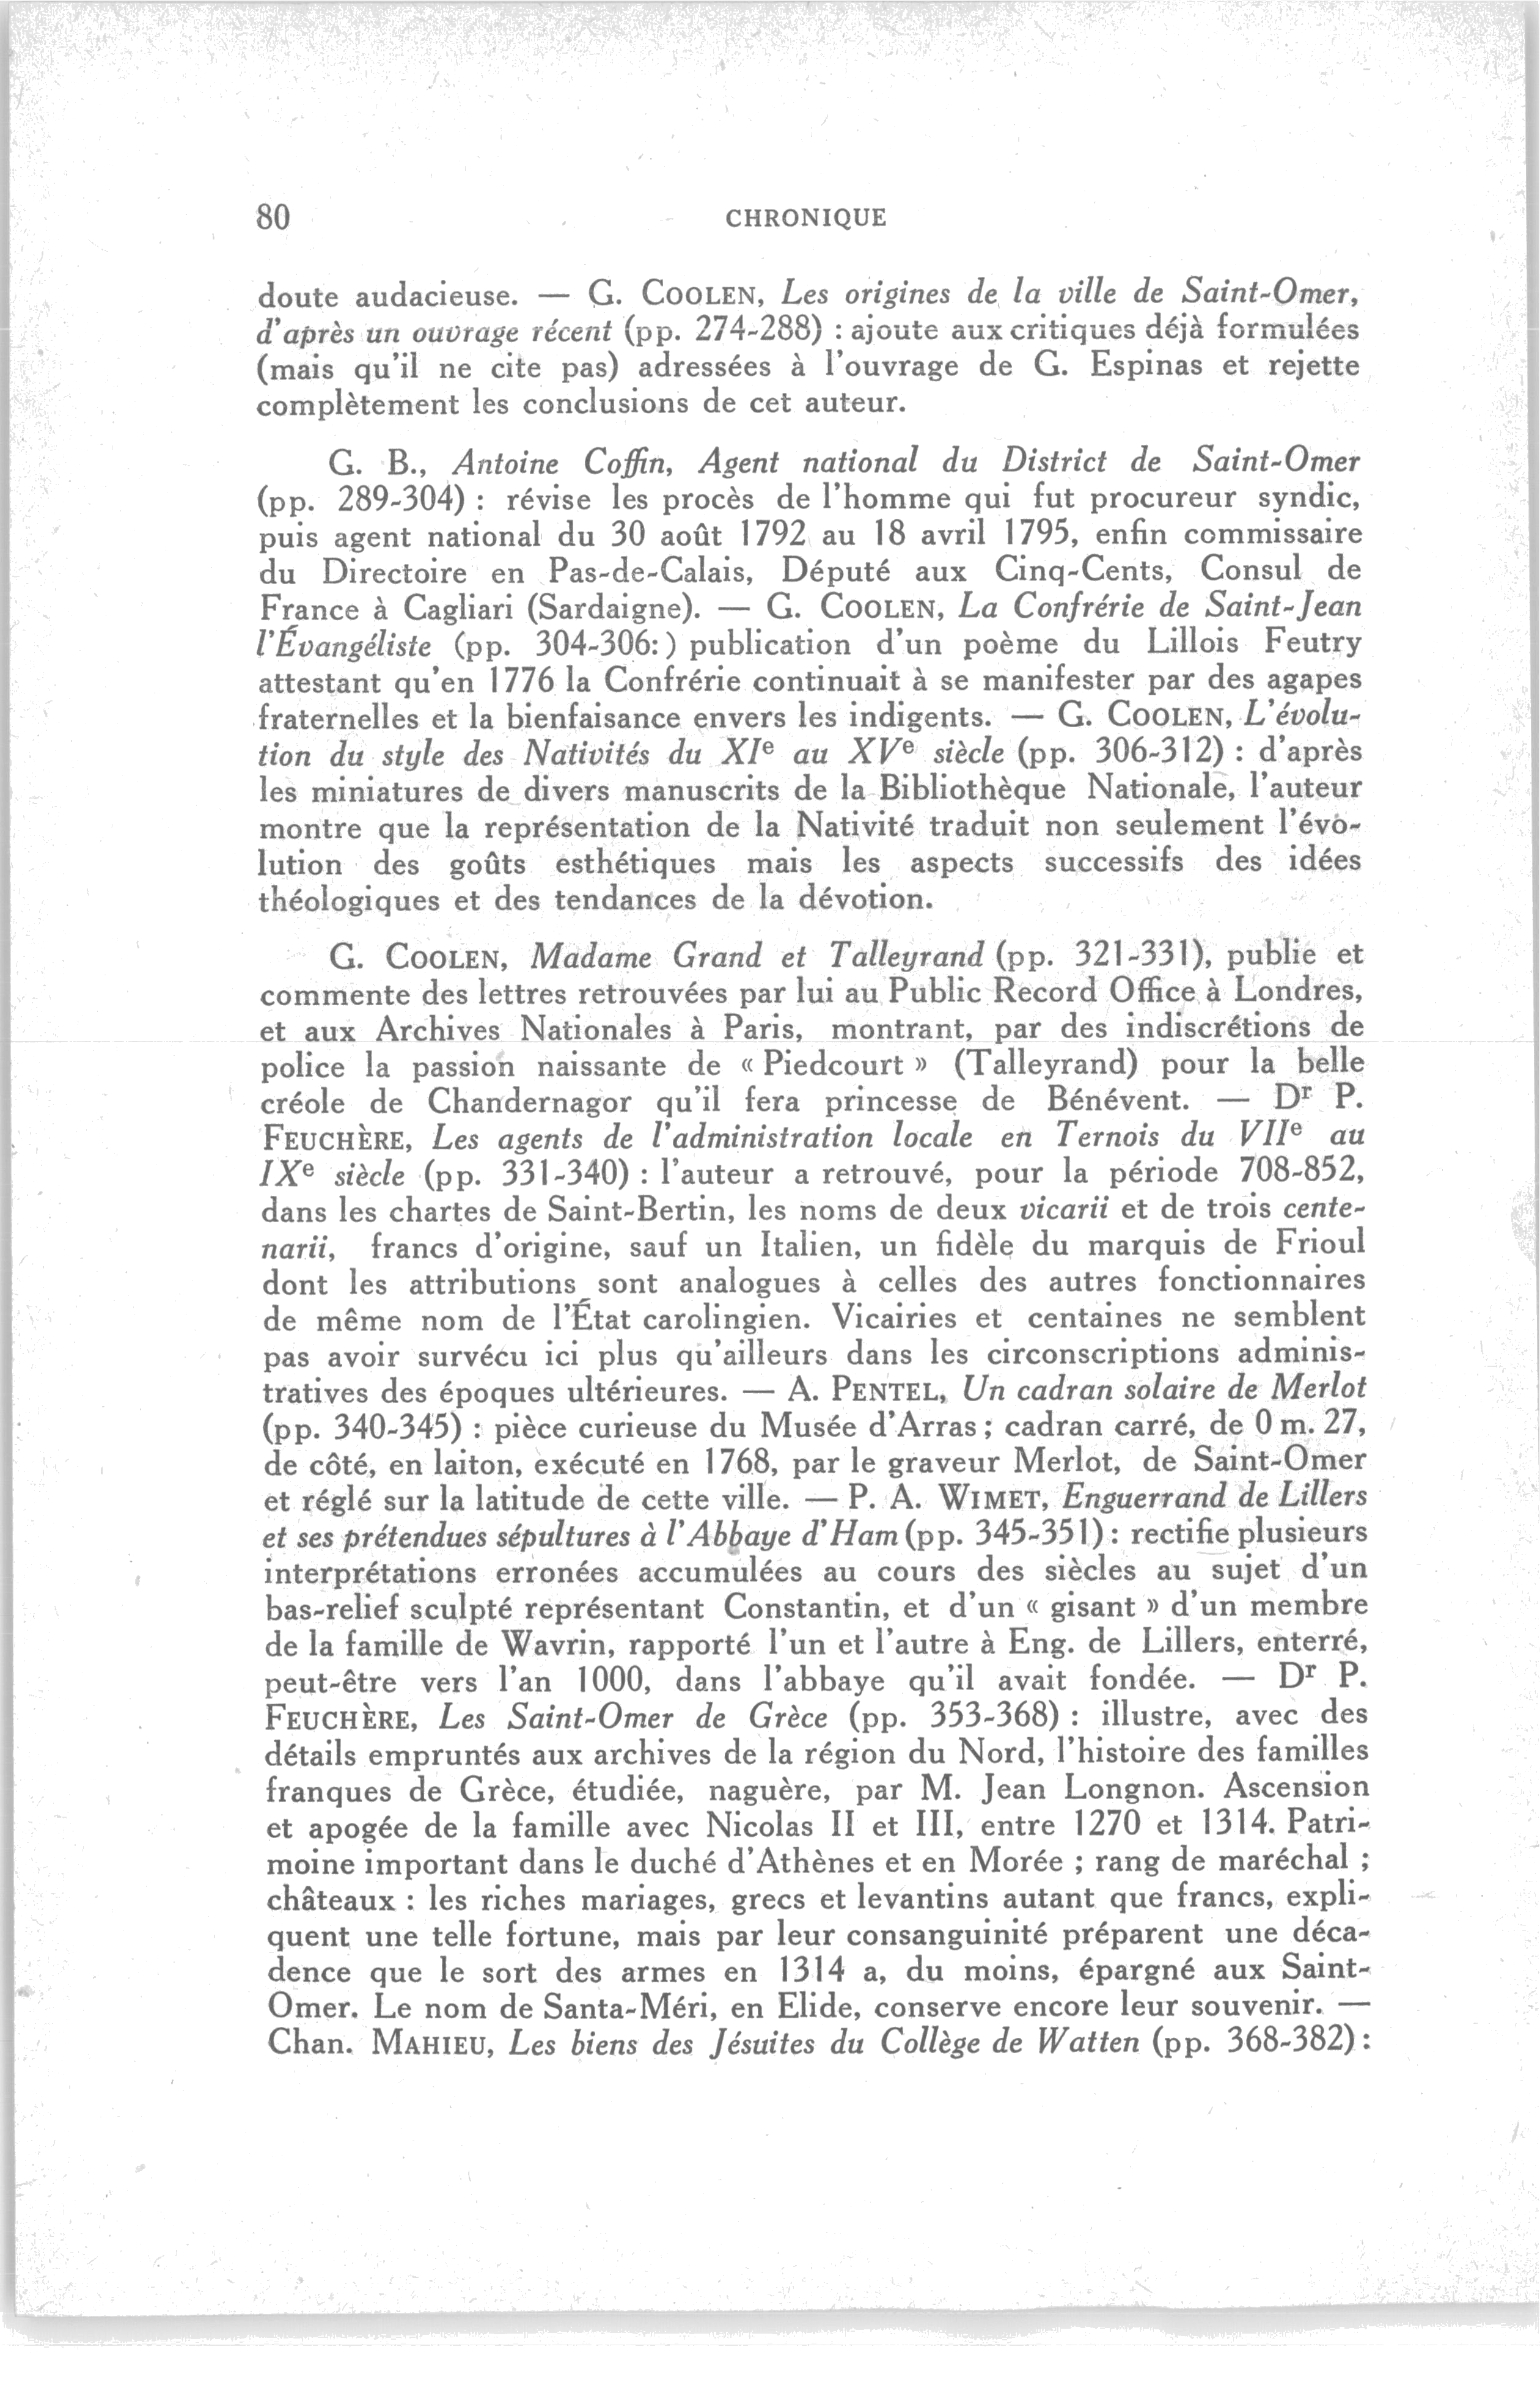 80 CHRONIQUE
doute audacieuse. — G. COOLEN, Les origines de la ville de Saint-Omer,
d'après un ouvrage récent (pp. 274-288) : ajoute aux critiques déjà formulées
(mais qu'il ne cite pas) adressées à l'ouvrage de G. Espinas et rejette
complètement les conclusions de cet auteur.
G. B., Antoine Coffin, Agent national du District de Saint-Omer
(pp. 289-304) : révise les procès de l'homme qui fut procureur syndic,
puis agent national du 30 août 1792 au 18 avril 1795, enfin commissaire
du Directoire en Pas-de-Calais, Député aux Cinq-Cents, Consul de
France à Cagliari (Sardaigne). — G. COOLEN, La Confrérie de Saint-Jean
l'Évangéliste (pp. 304-306:) publication d'un poème du Lillois Feutry
attestant qu'en 1776 la Confrérie continuait à se manifester par des agapes
fraternelles et la bienfaisance envers les indigents. — G. COOLEN, L'évolu-
tion du style des Nativités du XIe au XVe siècle (pp. 306-312) : d'après
les miniatures de divers manuscrits de la Bibliothèque Nationale, l'auteur
montre que la représentation de la Nativité traduit non seulement l'évo-
lution des goûts esthétiques mais les aspects successifs des idées
théologiques et des tendances de la dévotion.
G. COOLEN, Madame Grand et Talleyrand (pp. 321-331), publie et
commente des lettres retrouvées par lui au Public Record Office à Londres,
et aux Archives Nationales à Paris, montrant, par des indiscrétions de
police la passion naissante de « Piedcourt » (Talleyrand) pour la belle
créole de Chandernagor qu'il fera princesse de Bénévent. — Dr P.
FEUCHÈRE, Les agents de l'administration locale en Ternois du VIIe au
IXe siècle (pp. 331-340) : l'auteur a retrouvé, pour la période 708-852,
dans les chartes de Saint-Bertin, les noms de deux vicarii et de trois cente-
narii, francs d'origine, sauf un Italien, un fidèle du marquis de Frioul
dont les attributions sont analogues à celles des autres fonctionnaires
de même nom de l'État carolingien. Vicairies et centaines ne semblent
pas avoir survécu ici plus qu'ailleurs dans les circonscriptions adminis-
tratives des époques ultérieures. — A. PENTEL, Un cadran solaire de Merlot
(pp. 340-345) : pièce curieuse du Musée d'Arras ; cadran carré, de 0 m. 27,
de côté, en laiton, exécuté en 1768, par le graveur Merlot, de Saint-Omer
et réglé sur la latitude de cette ville. — P. A. WIMET, Enguerrand de Lillers
et ses prétendues sépultures à l'Abbaye d'Ham (pp. 345-351) : rectifie plusieurs
interprétations erronées accumulées au cours des siècles au sujet d'un
bas-relief sculpté représentant Constantin, et d'un « gisant » d'un membre
de la famille de Wavrin, rapporté l'un et l'autre à Eng. de Lillers, enterré,
peut-être vers l'an 1000, dans l'abbaye qu'il avait fondée. — Dr P.
FEUCHÈRE, Les Saint-Omer de Grèce (pp. 353-368) : illustre, avec des
détails empruntés aux archives de la région du Nord, l'histoire des familles
franques de Grèce, étudiée, naguère, par M. Jean Longnon. Ascension
et apogée de la famille avec Nicolas II et III, entre 1270 et 1314. Patri-
moine important dans le duché d'Athènes et en Morée ; rang de maréchal ;
châteaux : les riches mariages, grecs et levantins autant que francs, expli-
quent une telle fortune, mais par leur consanguinité préparent une déca-
dence que le sort des armes en 1314 a, du moins, épargné aux Saint-
Omer. Le nom de Santa-Méri, en Elide, conserve encore leur souvenir. —
Chan. MAHIEU, Les biens des Jésuites du Collège de Watten (pp. 368-382) :